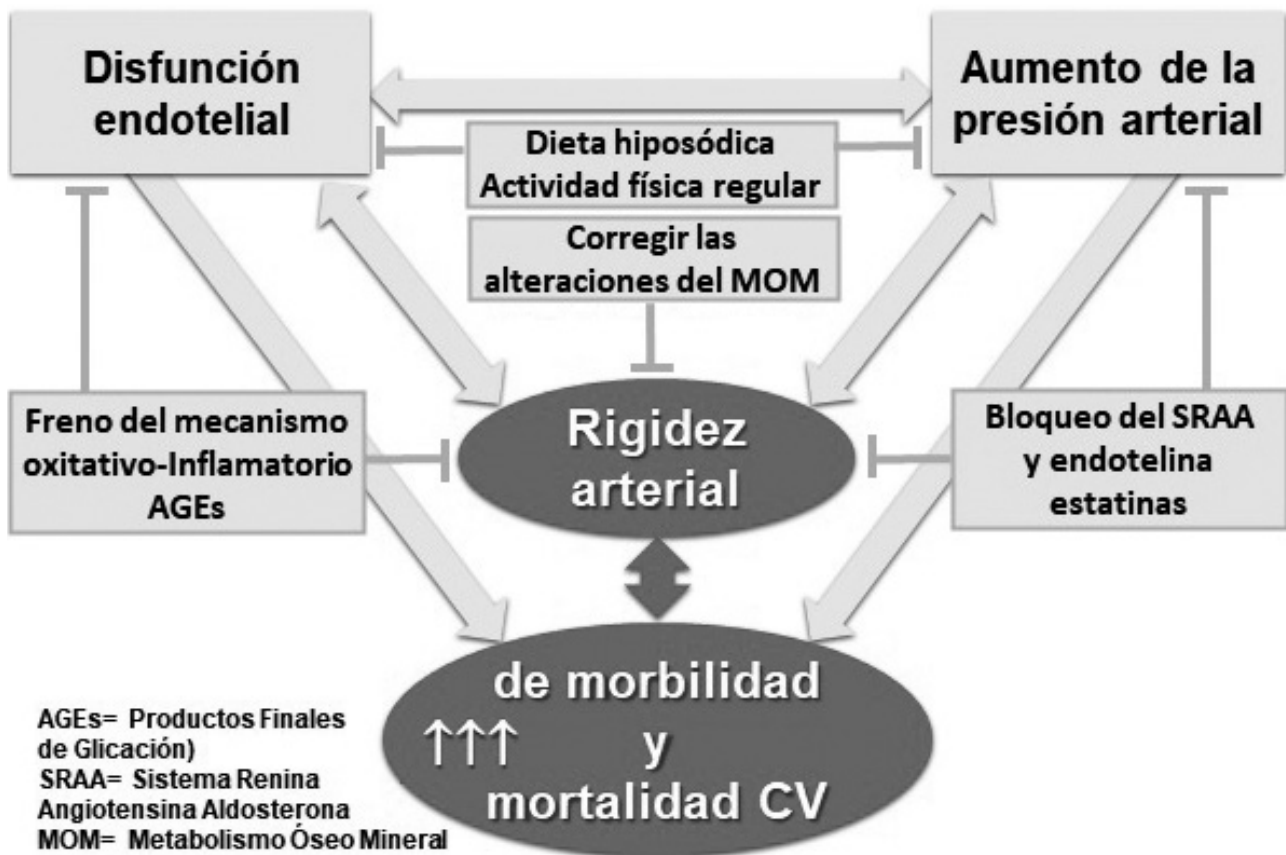 Disfunción
endotelial
Aumento de la
presión arterial
Dieta hiposódica
Actividad física regular
Corregir las
alteraciones del MOM
Freno del mecanismo
oxitativo-Inflamatorio
AGEs
Rigidez
arterial
Bloqueo del SRAA
y endotelina
estatinas
de morbilidad
↑↑↑ y
mortalidad CV
AGEs= Productos Finales
de Glicación)
SRAA= Sistema Renina
Angiotensina Aldosterona
MOM= Metabolismo Óseo Mineral